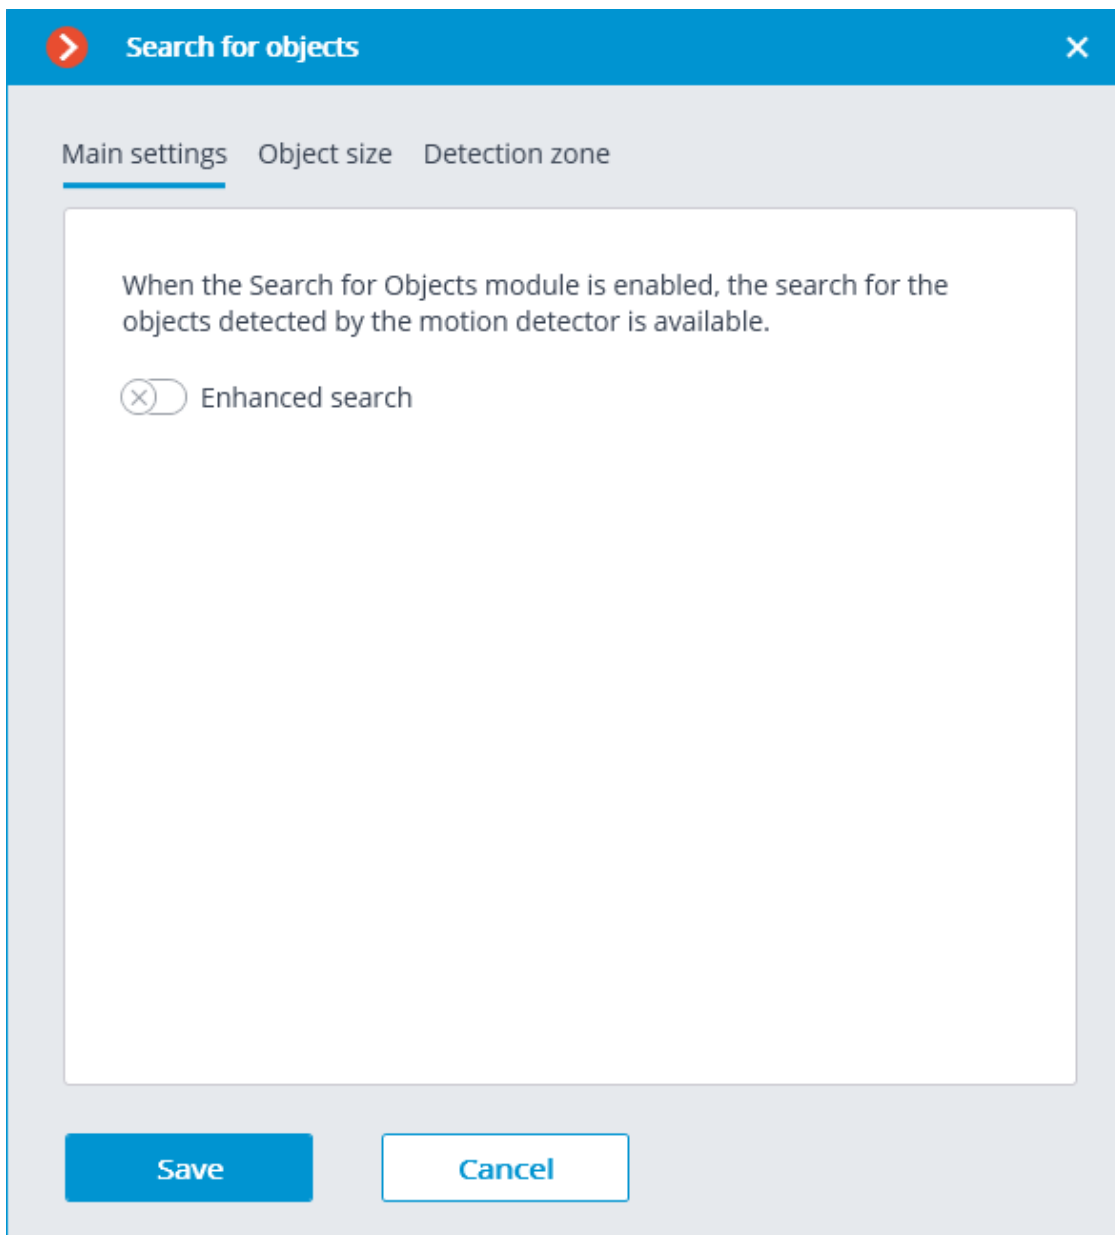 Search for objects
Main settings Object size Detection zone
When the Search for Objects module is enabled, the search for the
objects detected by the motion detector is available.
Enhanced search
Save Cancel